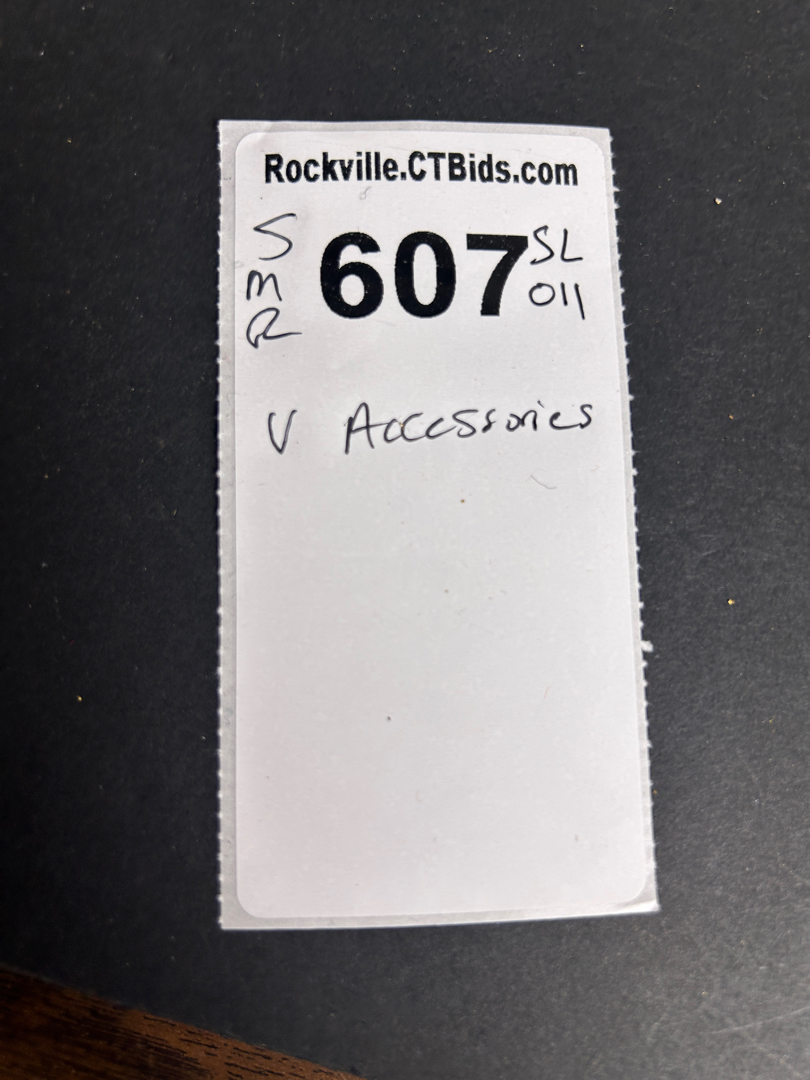 Rockville.CTBids.com
S
M
R
607
SL
011
V Accessories